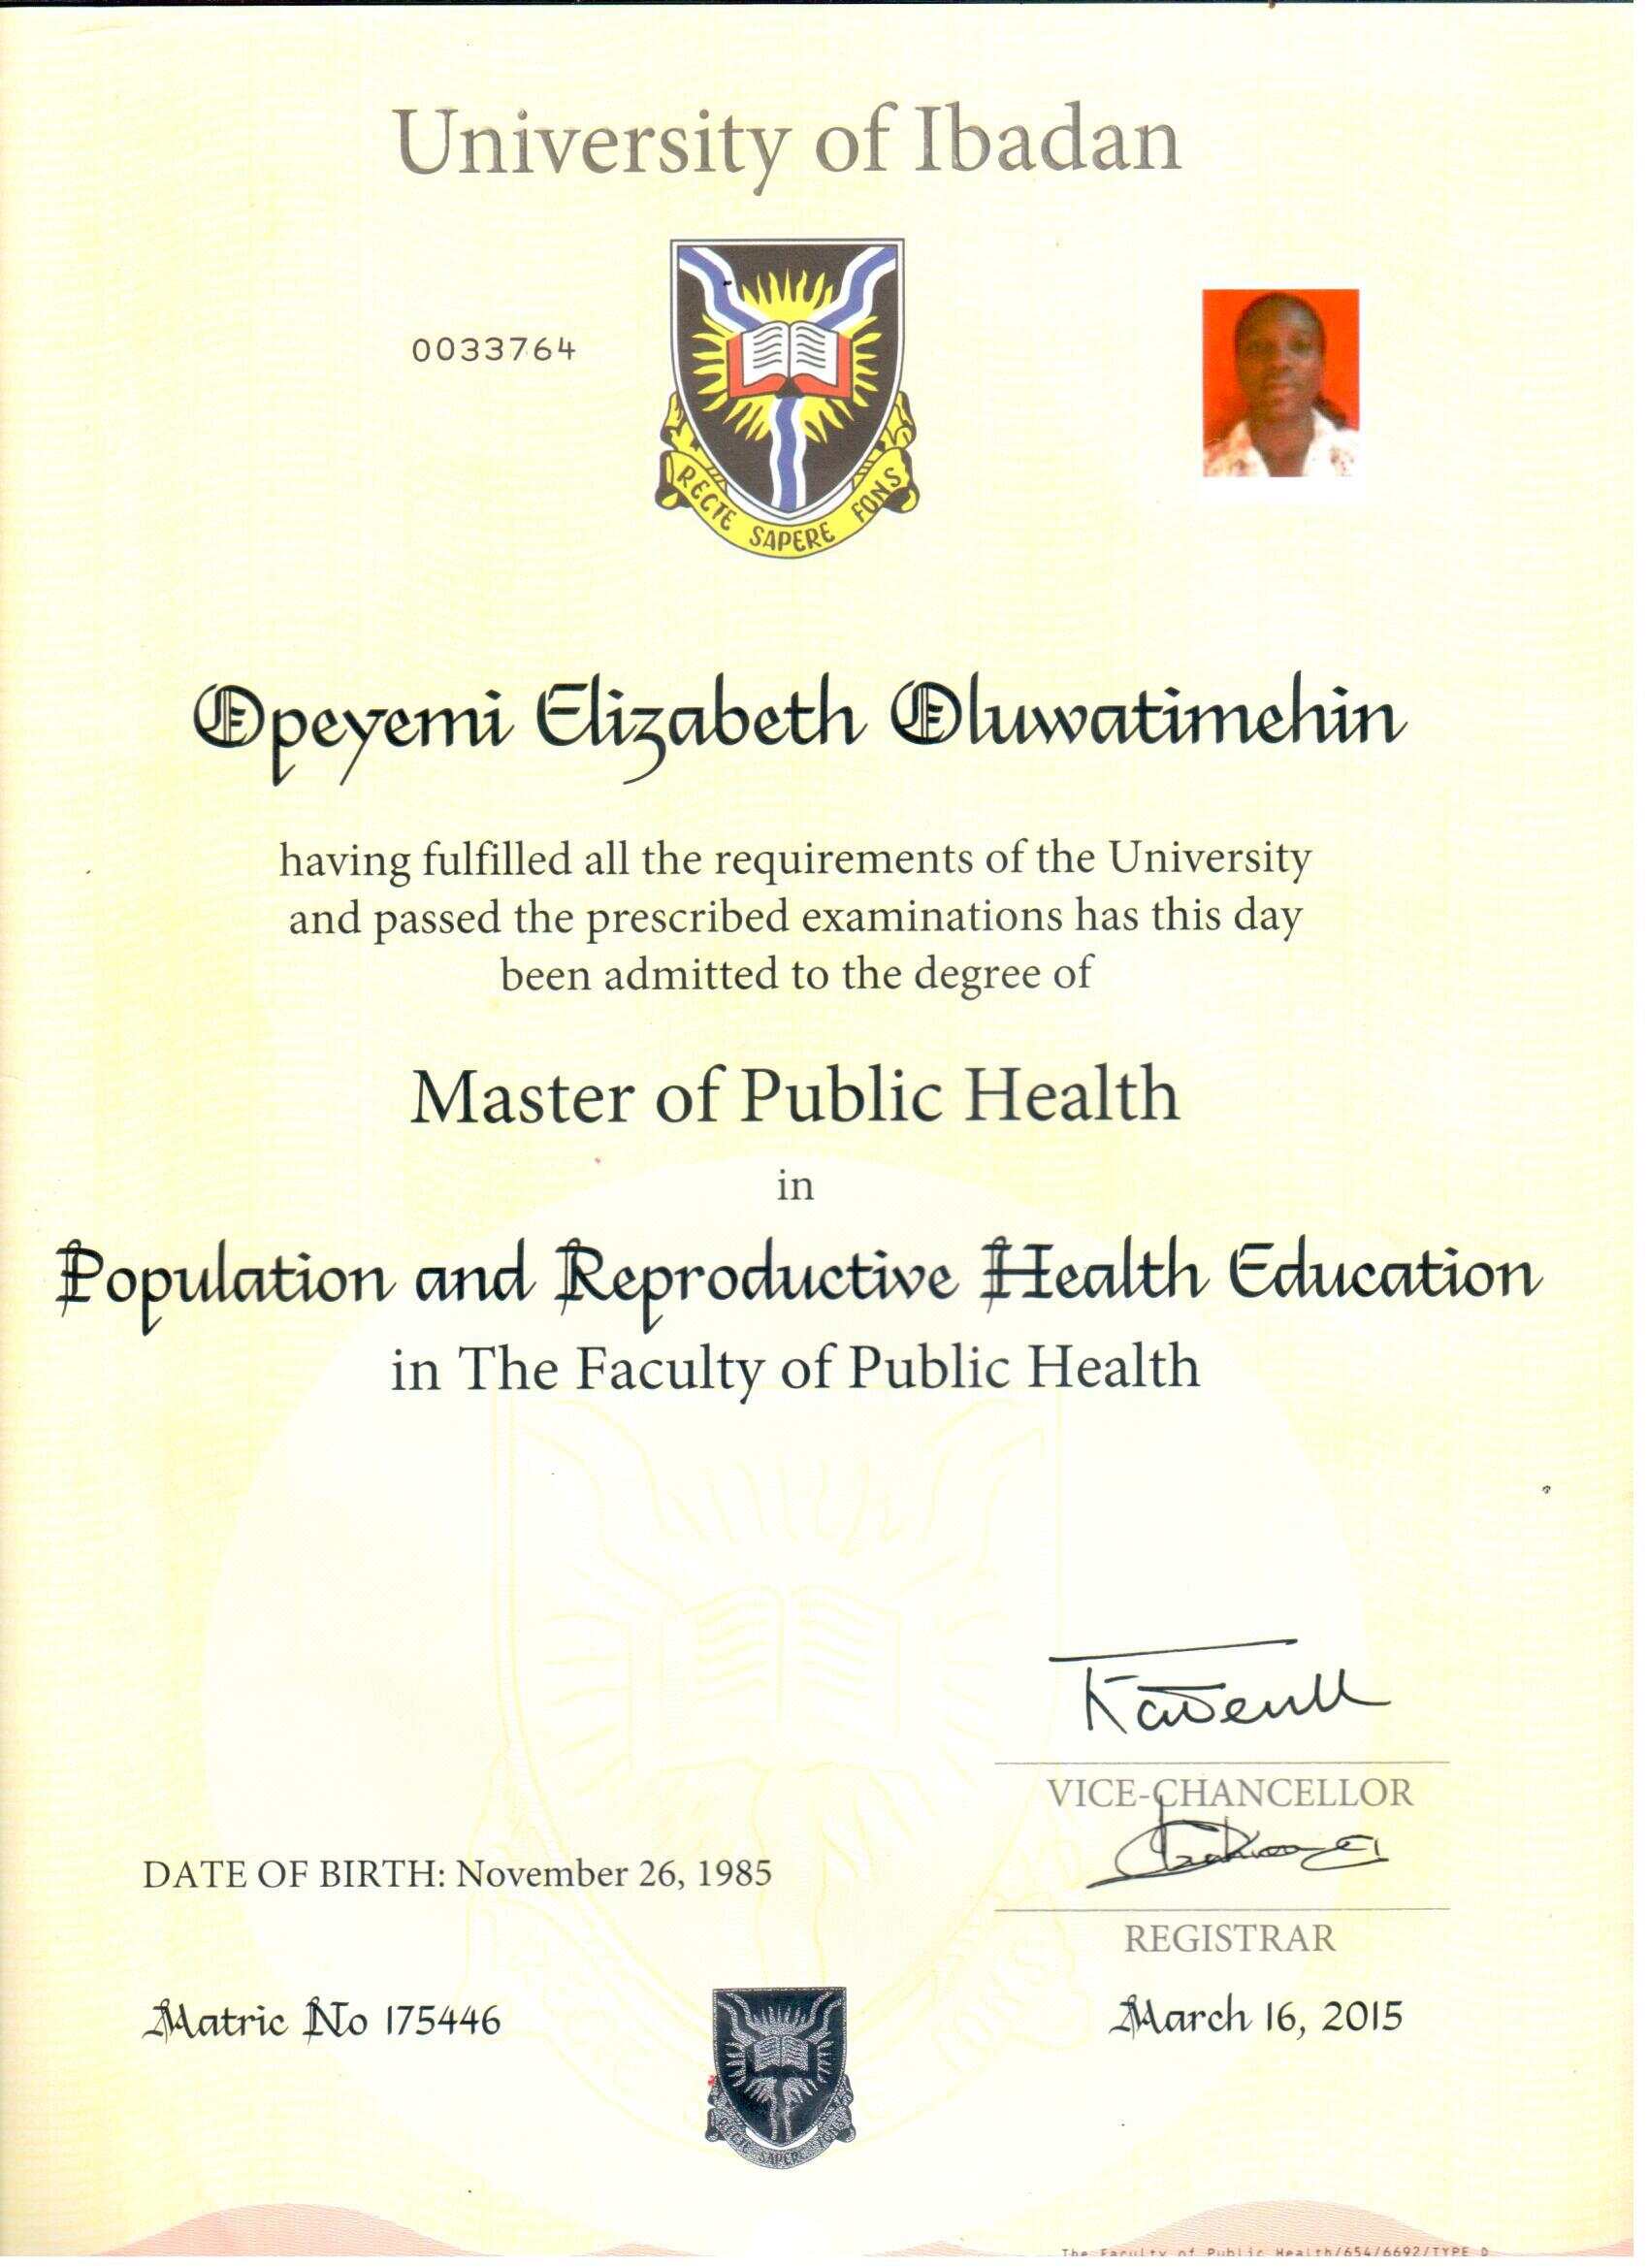 University of Ibadan
0033764
RECTE SAPERE FONS
Opeyemi Elizabeth Oluwatimehin
having fulfilled all the requirements of the University
and passed the prescribed examinations has this day
been admitted to the degree of
Master of Public Health
in
Population and Reproductive Health Education
in The Faculty of Public Health
VICE-CHANCELLOR
DATE OF BIRTH: November 26, 1985
REGISTRAR
Matric No 175446
March 16, 2015
The Faculty of Public Health/654/6692/TYPE D